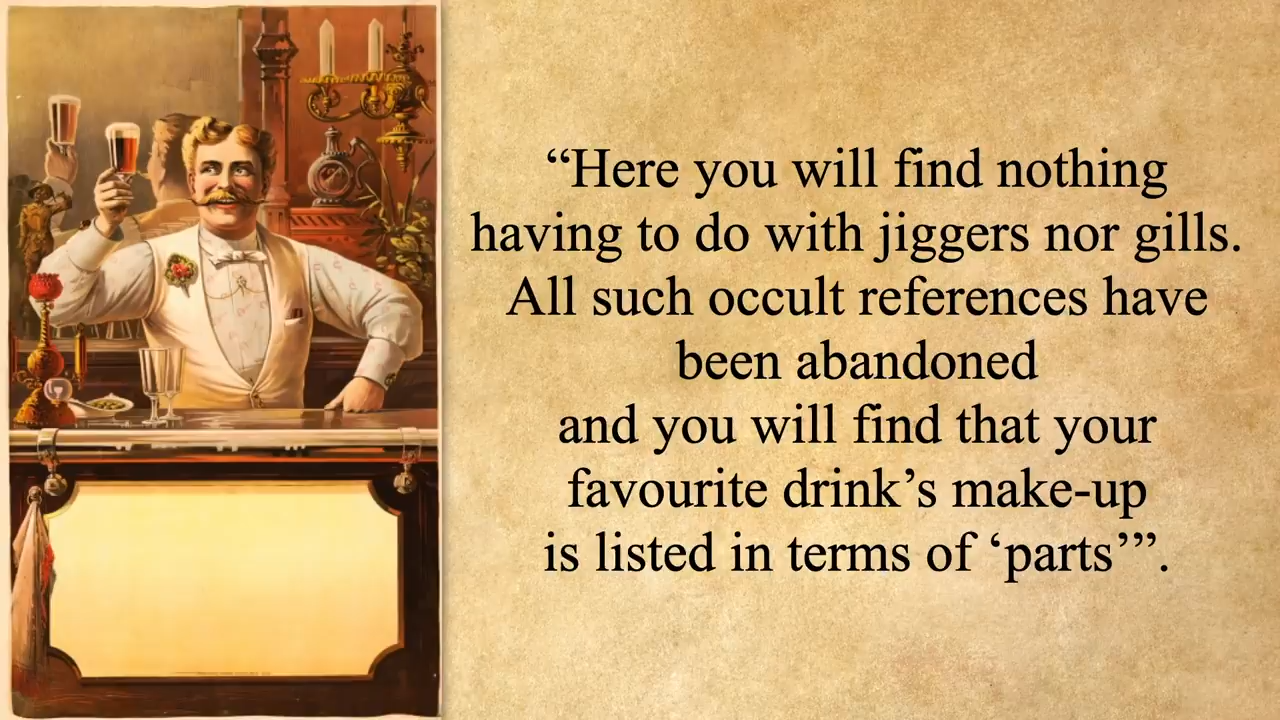 “Here you will find nothing
having to do with jiggers nor gills.
All such occult references have
been abandoned
and you will find that your
favourite drink’s make-up
is listed in terms of ‘parts’”.